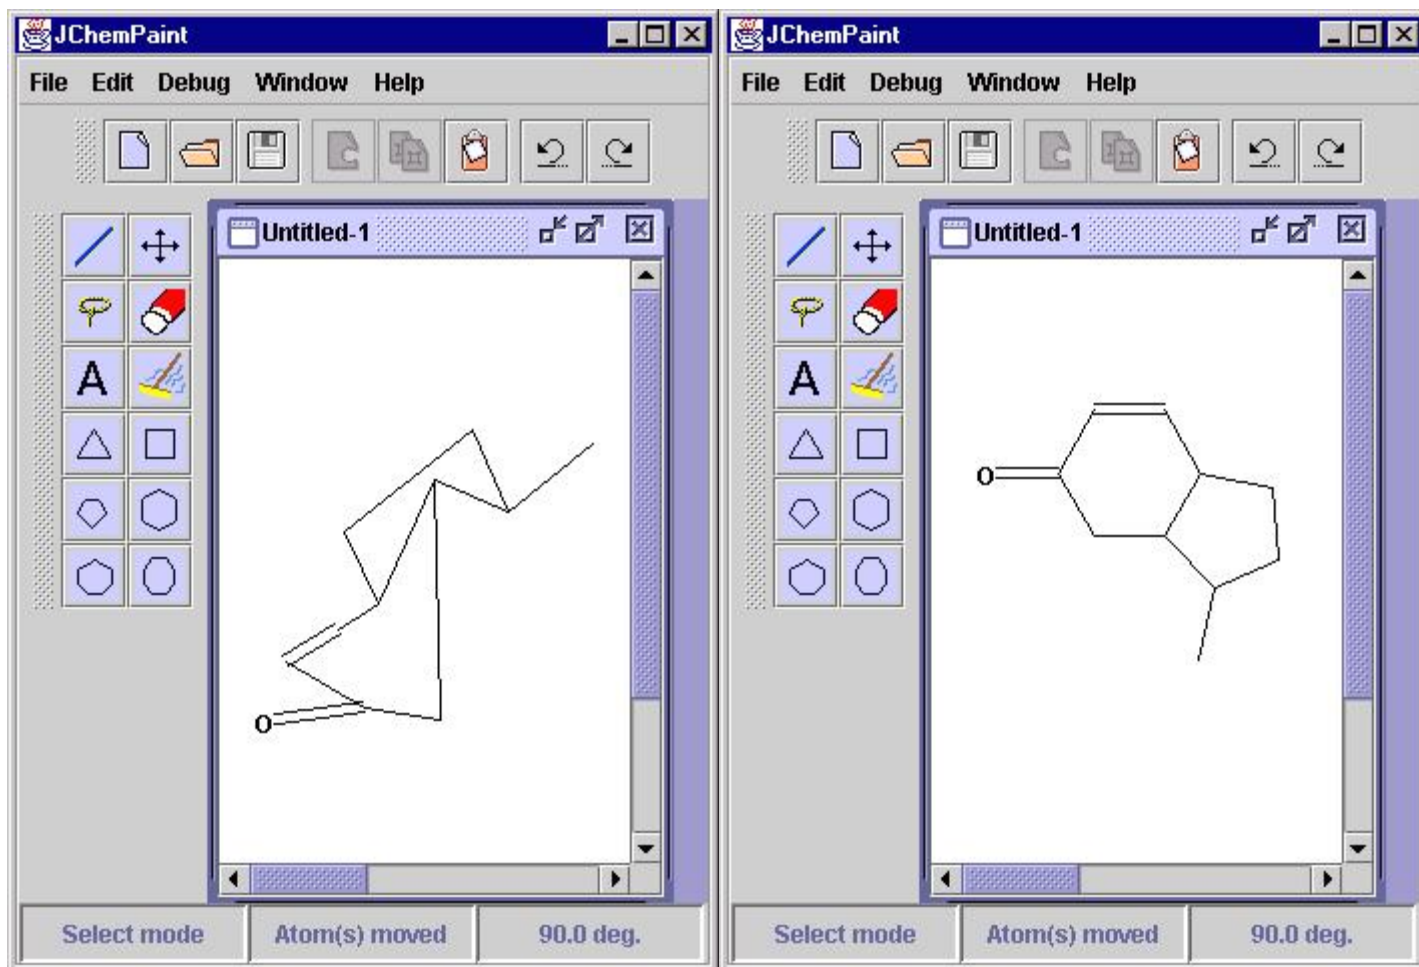 JChemPaint
File Edit Debug Window Help
Untitled-1
A
O
Select mode Atom(s) moved 90.0 deg.
JChemPaint
File Edit Debug Window Help
Untitled-1
A
O
Select mode Atom(s) moved 90.0 deg.